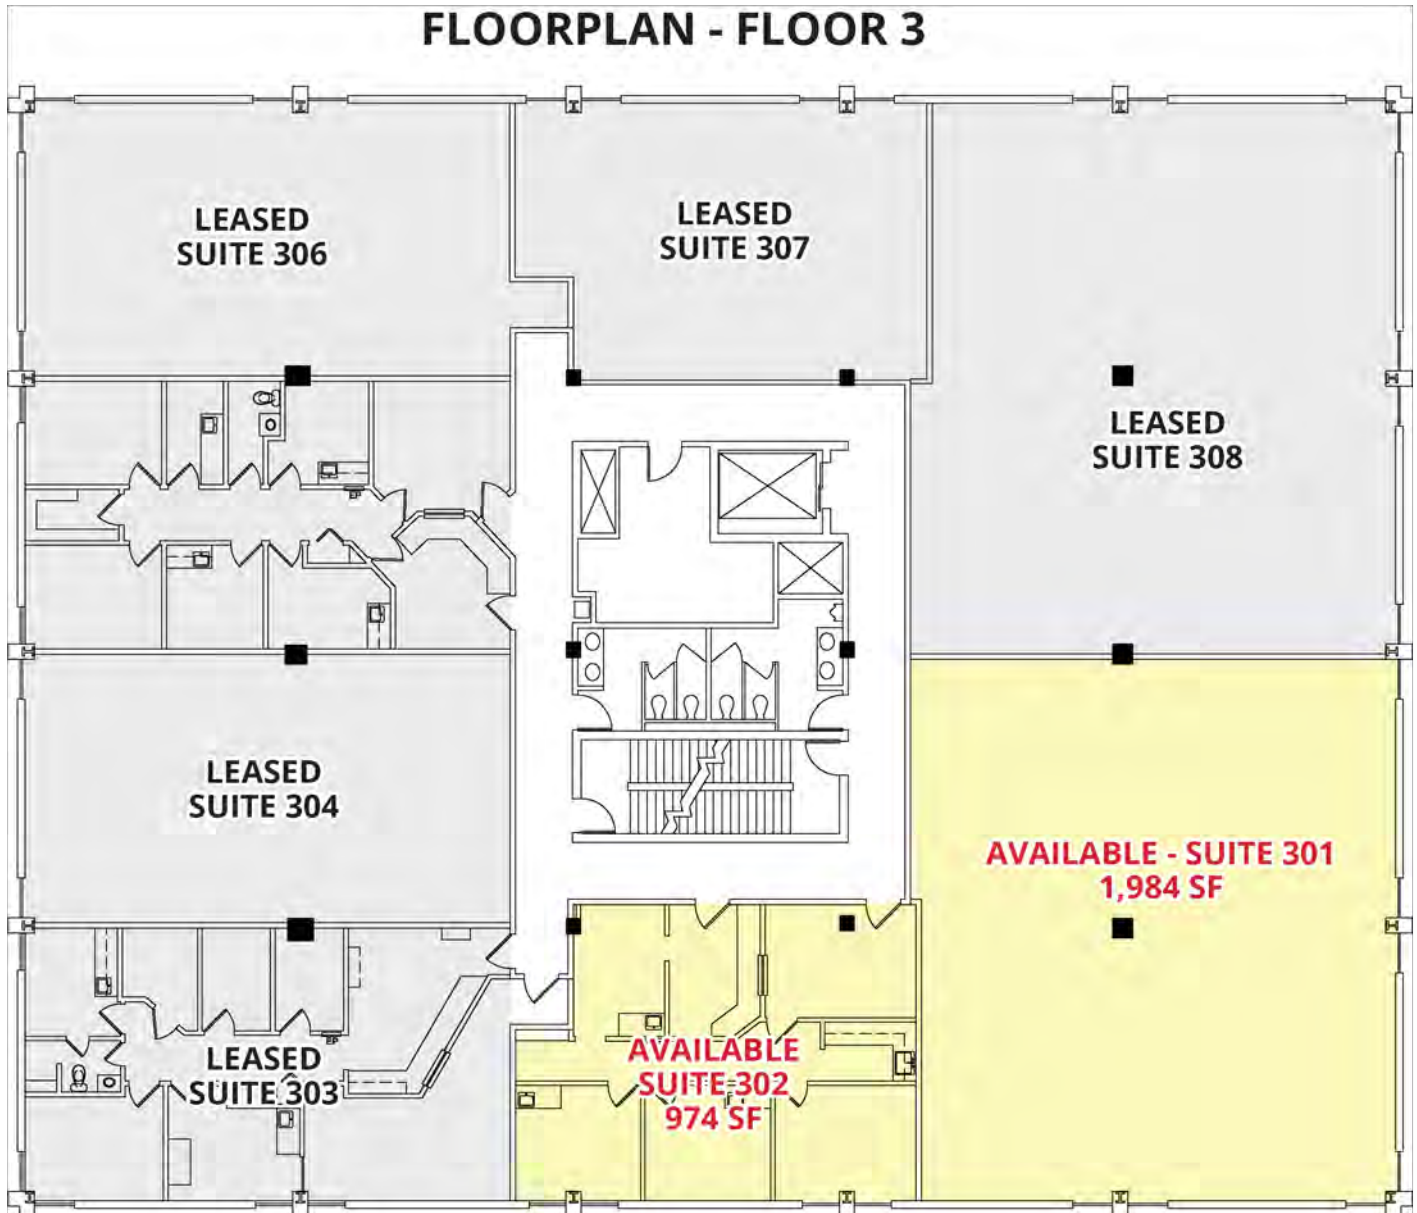 FLOORPLAN - FLOOR 3
LEASED
SUITE 306
LEASED
SUITE 307
LEASED
SUITE 308
LEASED
SUITE 304
AVAILABLE - SUITE 301
1,984 SF
LEASED
SUITE 303
AVAILABLE
SUITE 302
974 SF